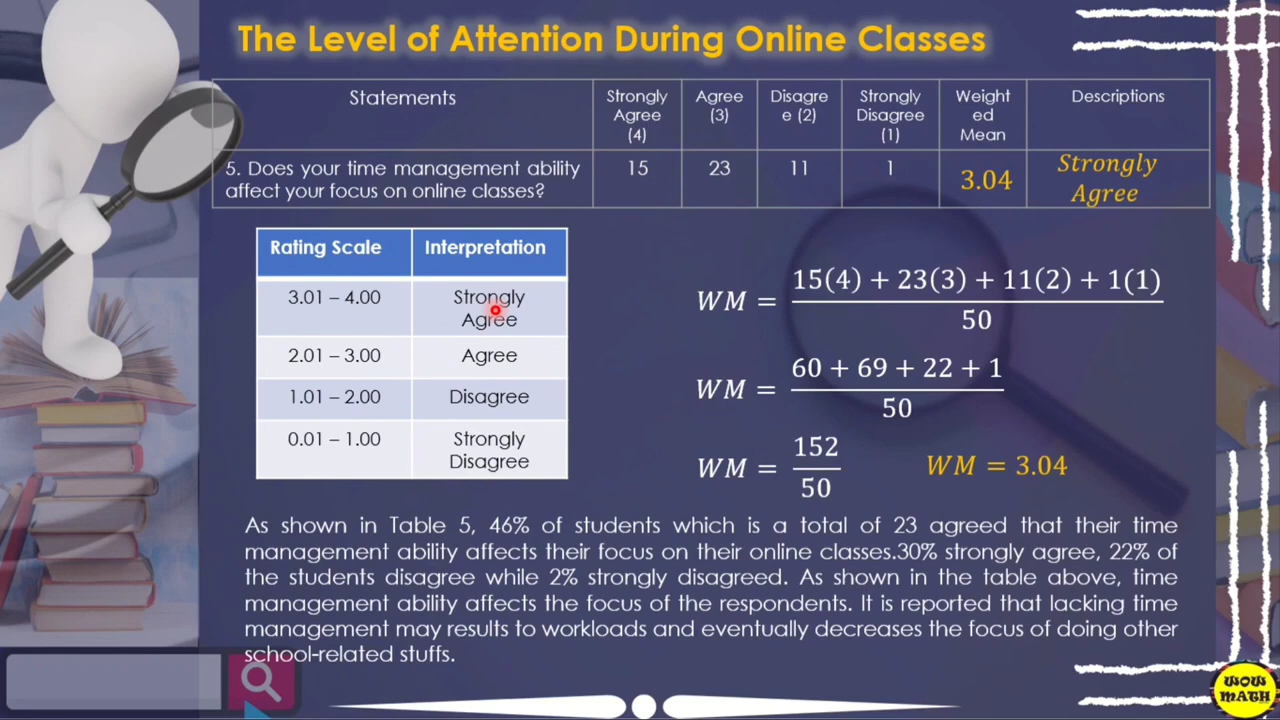 The Level of Attention During Online Classes
Statements
Strongly
Agree
(4)
Agree
(3)
Disagre
e (2)
Strongly
Disagree
(1)
Weight
ed
Mean
Descriptions
5. Does your time management ability
affect your focus on online classes?
15
23
11
1
3.04
Strongly
Agree
Rating Scale
Interpretation
3.01 – 4.00
Strongly
Agree
2.01 – 3.00
Agree
1.01 – 2.00
Disagree
0.01 – 1.00
Strongly
Disagree
WM = 15(4) + 23(3) + 11(2) + 1(1)
50
WM = 60 + 69 + 22 + 1
50
WM = 152
50
WM = 3.04
As shown in Table 5, 46% of students which is a total of 23 agreed that their time
management ability affects their focus on their online classes.30% strongly agree, 22% of
the students disagree while 2% strongly disagreed. As shown in the table above, time
management ability affects the focus of the respondents. It is reported that lacking time
management may results to workloads and eventually decreases the focus of doing other
school-related stuffs.
WOW
MATH